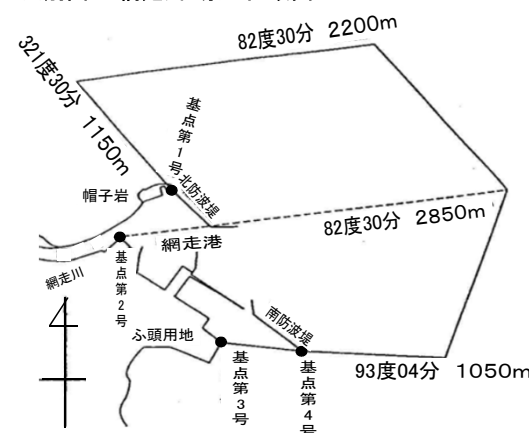 82度30分 2200m
321度30分 1150m
基点第1号
北防波堤
帽子岩
82度30分 2850m
網走港
網走川
基点第2号
南防波堤
ふ頭用地
基点第3号
基点第4号
93度04分 1050m